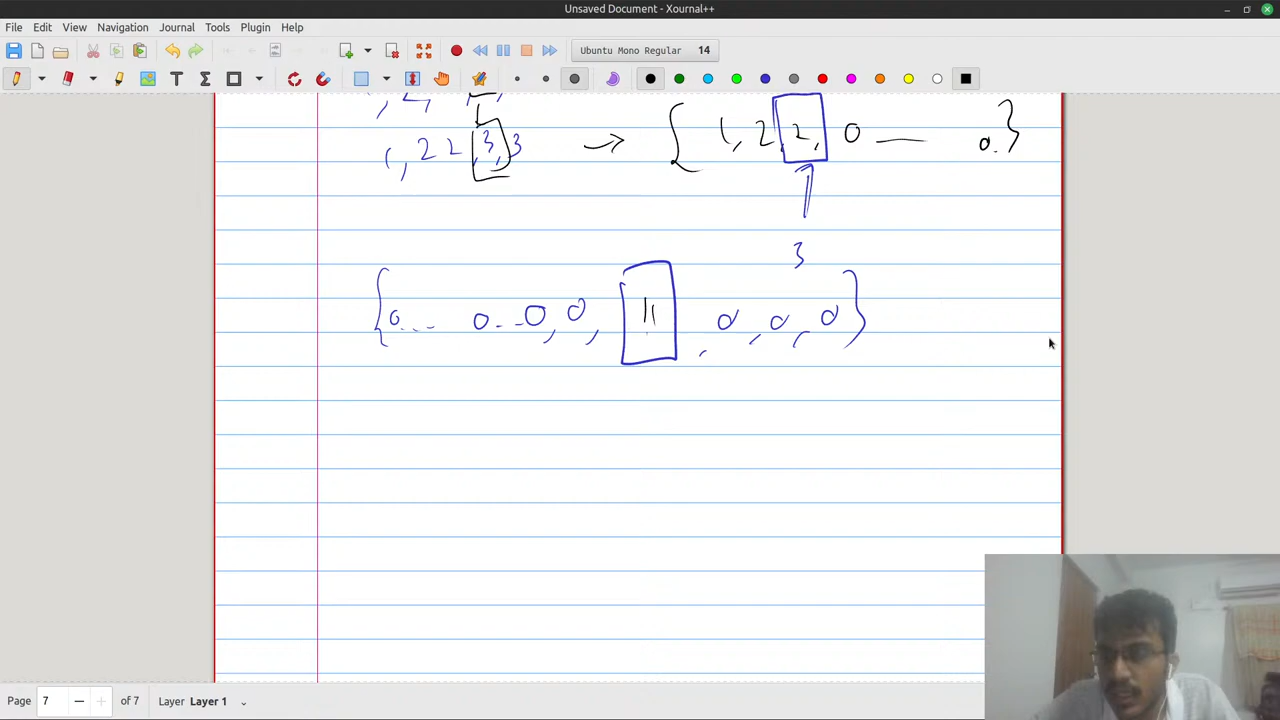 Unsaved Document - Xournal++
File Edit View Navigation Journal Tools Plugin Help
Ubuntu Mono Regular 14
1, 2 2 3, 3 → { 1, 2, 2, 0 — 0. }
3
{ 0... 0.. 0, 0, 11 , 0, 0, 0 }
Page 7 of 7 Layer Layer 1